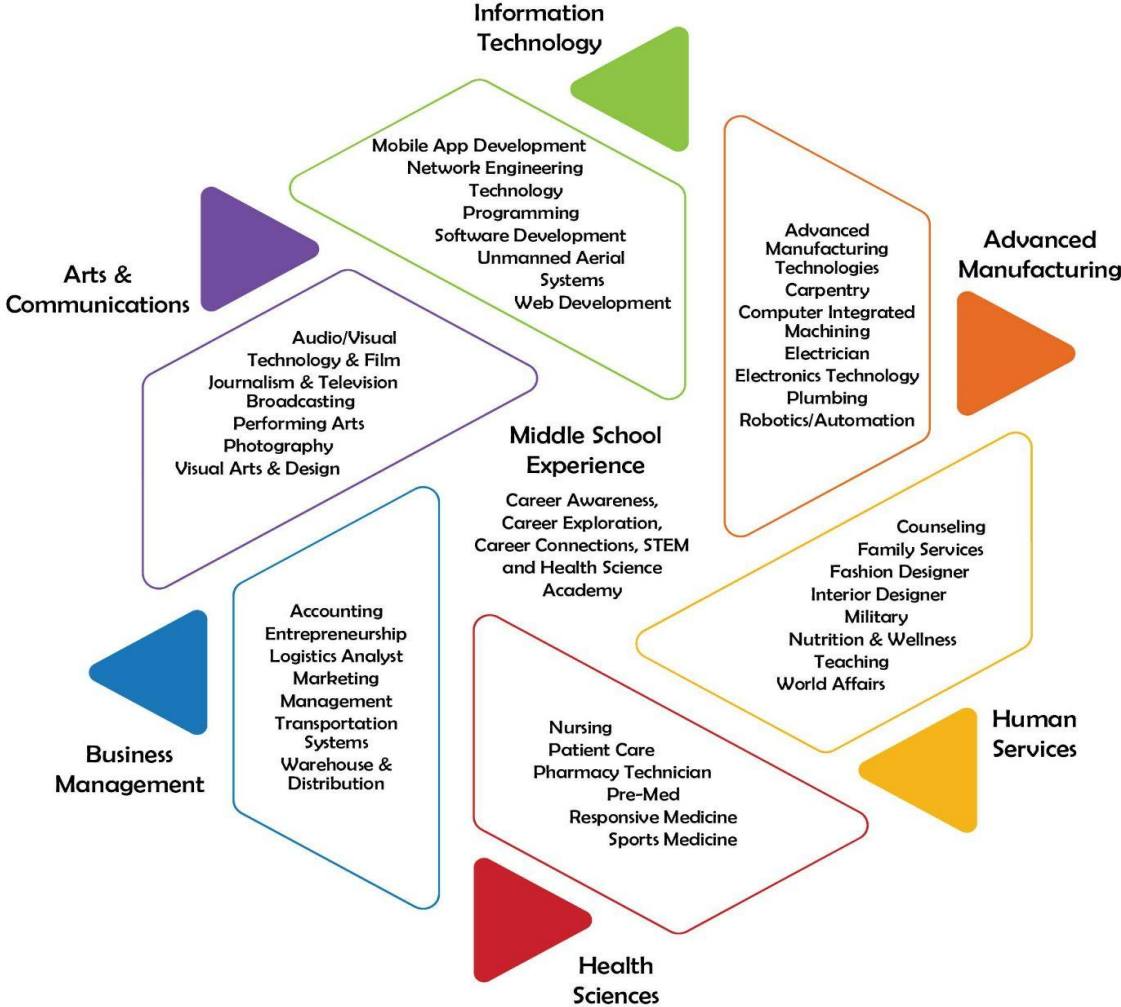 Information
Technology
Mobile App Development
Network Engineering
Technology
Programming
Software Development
Unmanned Aerial
Systems
Web Development
Advanced
Manufacturing
Advanced
Manufacturing
Technologies
Carpentry
Computer Integrated
Machining
Electrician
Electronics Technology
Plumbing
Robotics/Automation
Arts &
Communications
Audio/Visual
Technology & Film
Journalism & Television
Broadcasting
Performing Arts
Photography
Visual Arts & Design
Middle School
Experience
Career Awareness,
Career Exploration,
Career Connections, STEM
and Health Science
Academy
Counseling
Family Services
Fashion Designer
Interior Designer
Military
Nutrition & Wellness
Teaching
World Affairs
Human
Services
Accounting
Entrepreneurship
Logistics Analyst
Marketing
Management
Transportation
Systems
Warehouse &
Distribution
Business
Management
Nursing
Patient Care
Pharmacy Technician
Pre-Med
Responsive Medicine
Sports Medicine
Health
Sciences